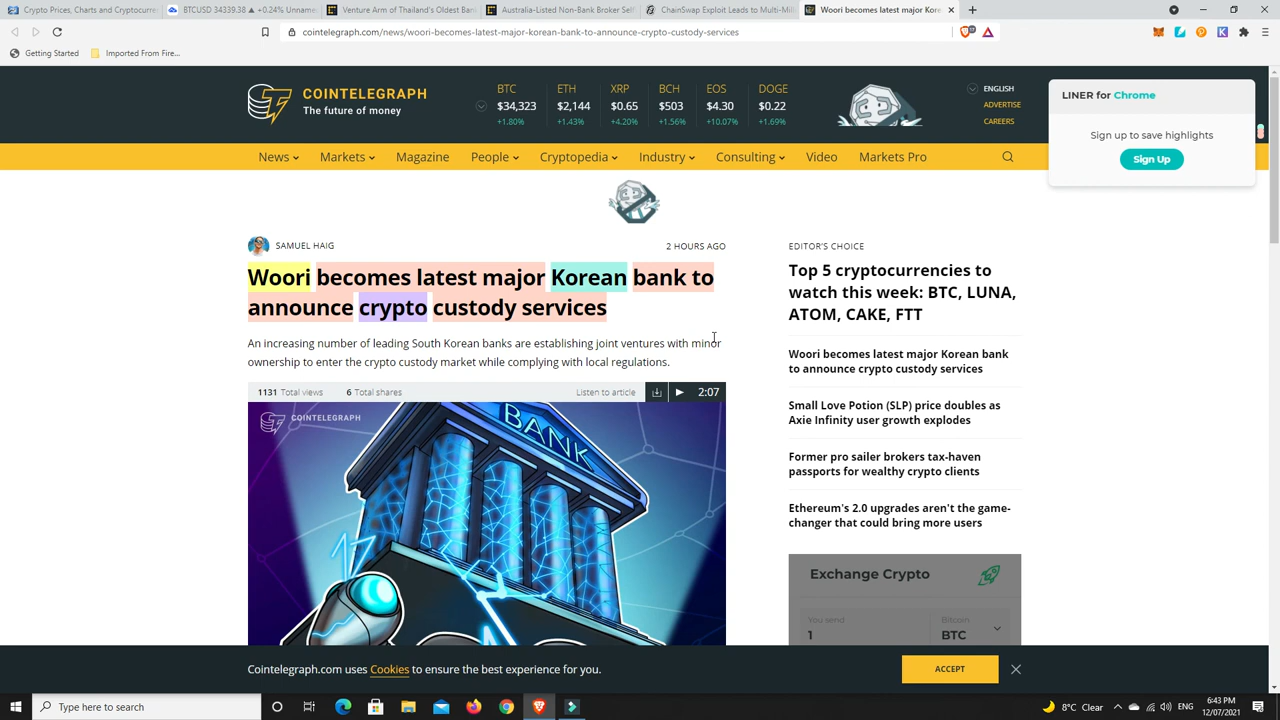 Crypto Prices, Charts and Cryptocurr
BTCUSD 34339.38 ▲ +0.24% Unname
Venture Arm of Thailand's Oldest Ban
Australia-Listed Non-Bank Broker Self
ChainSwap Exploit Leads to Multi-Mil
Woori becomes latest major Kore
cointelegraph.com/news/woori-becomes-latest-major-korean-bank-to-announce-crypto-custody-services
Getting Started
Imported From Fire...
COINTELEGRAPH
The future of money
BTC ETH XRP BCH EOS DOGE
$34,323 $2,144 $0.65 $503 $4.30 $0.22
+1.80% +1.43% +4.20% +1.56% +10.07% +1.69%
ENGLISH
ADVERTISE
CAREERS
LINER for Chrome
Sign up to save highlights
Sign Up
News Markets Magazine People Cryptopedia Industry Consulting Video Markets Pro
SAMUEL HAIG
2 HOURS AGO
Woori becomes latest major Korean bank to
announce crypto custody services
An increasing number of leading South Korean banks are establishing joint ventures with minor
ownership to enter the crypto custody market while complying with local regulations.
1131 Total views 6 Total shares Listen to article 2:07
COINTELEGRAPH
BANK
EDITOR'S CHOICE
Top 5 cryptocurrencies to
watch this week: BTC, LUNA,
ATOM, CAKE, FTT
Woori becomes latest major Korean bank
to announce crypto custody services
Small Love Potion (SLP) price doubles as
Axie Infinity user growth explodes
Former pro sailer brokers tax-haven
passports for wealthy crypto clients
Ethereum's 2.0 upgrades aren't the game-
changer that could bring more users
Exchange Crypto
You send
1
Bitcoin
BTC
Cointelegraph.com uses Cookies to ensure the best experience for you.
ACCEPT
Type here to search
8°C Clear
ENG
6:43 PM
12/07/2021